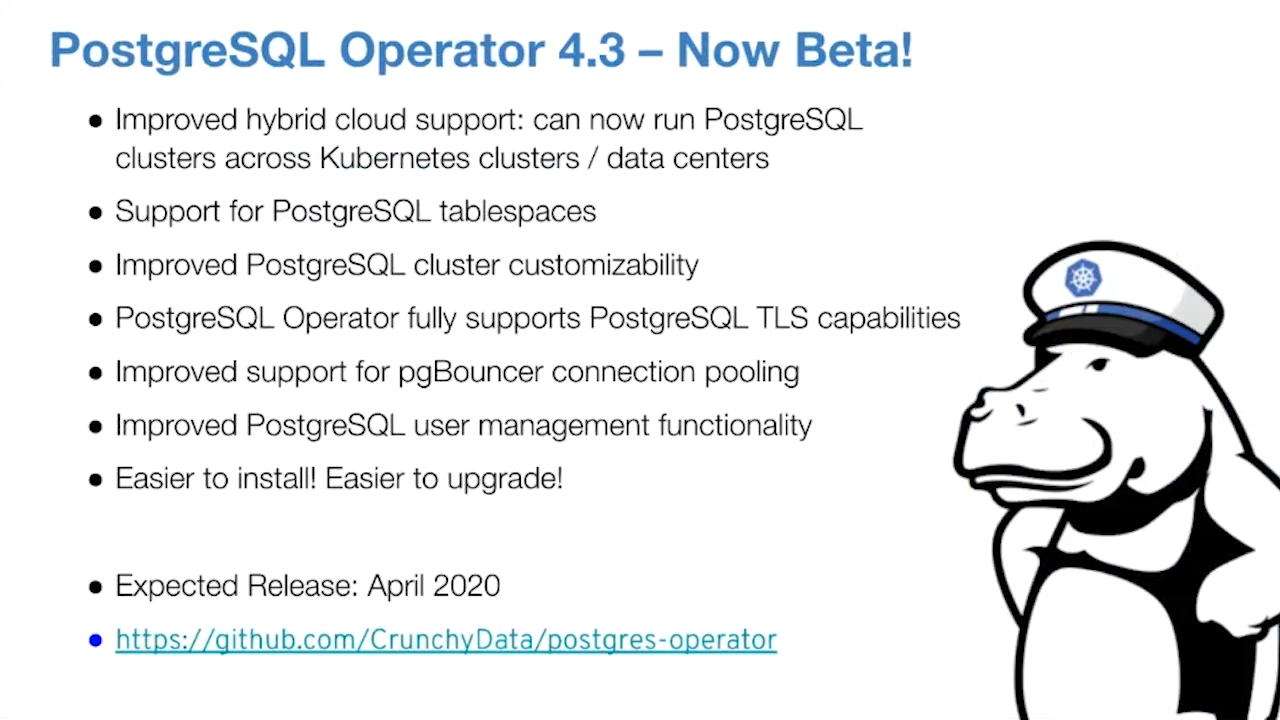 PostgreSQL Operator 4.3 – Now Beta!
● Improved hybrid cloud support: can now run PostgreSQL
clusters across Kubernetes clusters / data centers
● Support for PostgreSQL tablespaces
● Improved PostgreSQL cluster customizability
● PostgreSQL Operator fully supports PostgreSQL TLS capabilities
● Improved support for pgBouncer connection pooling
● Improved PostgreSQL user management functionality
● Easier to install! Easier to upgrade!
● Expected Release: April 2020
● https://github.com/CrunchyData/postgres-operator